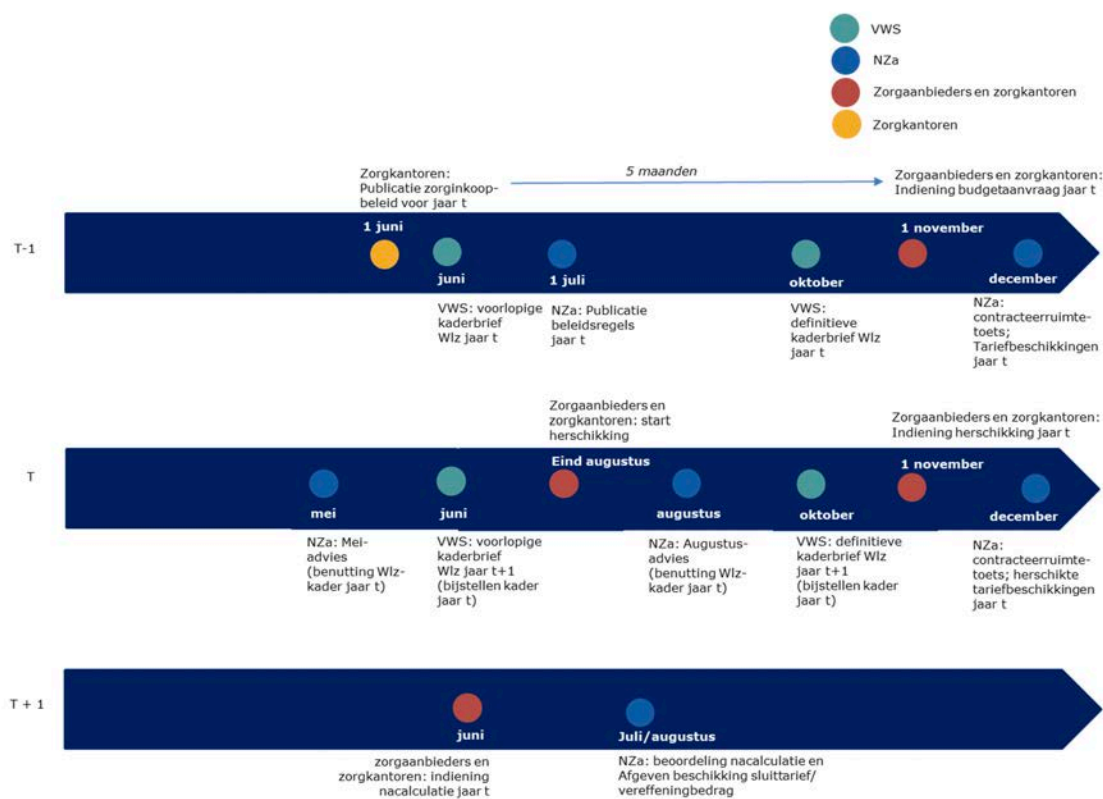 VWS
NZa
Zorgaanbieders en zorgkantoren
Zorgkantoren
Zorgkantoren:
Publicatie zorginkoop-
beleid voor jaar t
5 maanden
Zorgaanbieders en zorgkantoren:
Indiening budgetaanvraag jaar t
T-1
1 juni
juni
1 juli
oktober
1 november
december
VWS: voorlopige
kaderbrief
Wlz jaar t
NZa: Publicatie
beleidsregels
jaar t
VWS:
definitieve
kaderbrief Wlz
jaar t
NZa:
contracteerruimte-
toets;
Tariefbeschikkingen
jaar t
Zorgaanbieders en
zorgkantoren: start
herschikking
Zorgaanbieders en zorgkantoren:
Indiening herschikking jaar t
T
mei
juni
Eind augustus
augustus
oktober
1 november
december
NZa: Mei-
advies
(benutting Wlz-
kader jaar t)
VWS: voorlopige
kaderbrief
Wlz jaar t+1
(bijstellen kader
jaar t)
NZa: Augustus-
advies
(benutting Wlz-
kader jaar t)
VWS: definitieve
kaderbrief Wlz
jaar t+1
(bijstellen kader
jaar t)
NZa:
contracteerruimte-
toets; herschikte
tariefbeschikkingen
jaar t
T + 1
juni
Juli/augustus
zorgaanbieders en
zorgkantoren: indiening
nacalculatie jaar t
NZa: beoordeling nacalculatie en
Afgeven beschikking sluittarief/
vereffeningbedrag